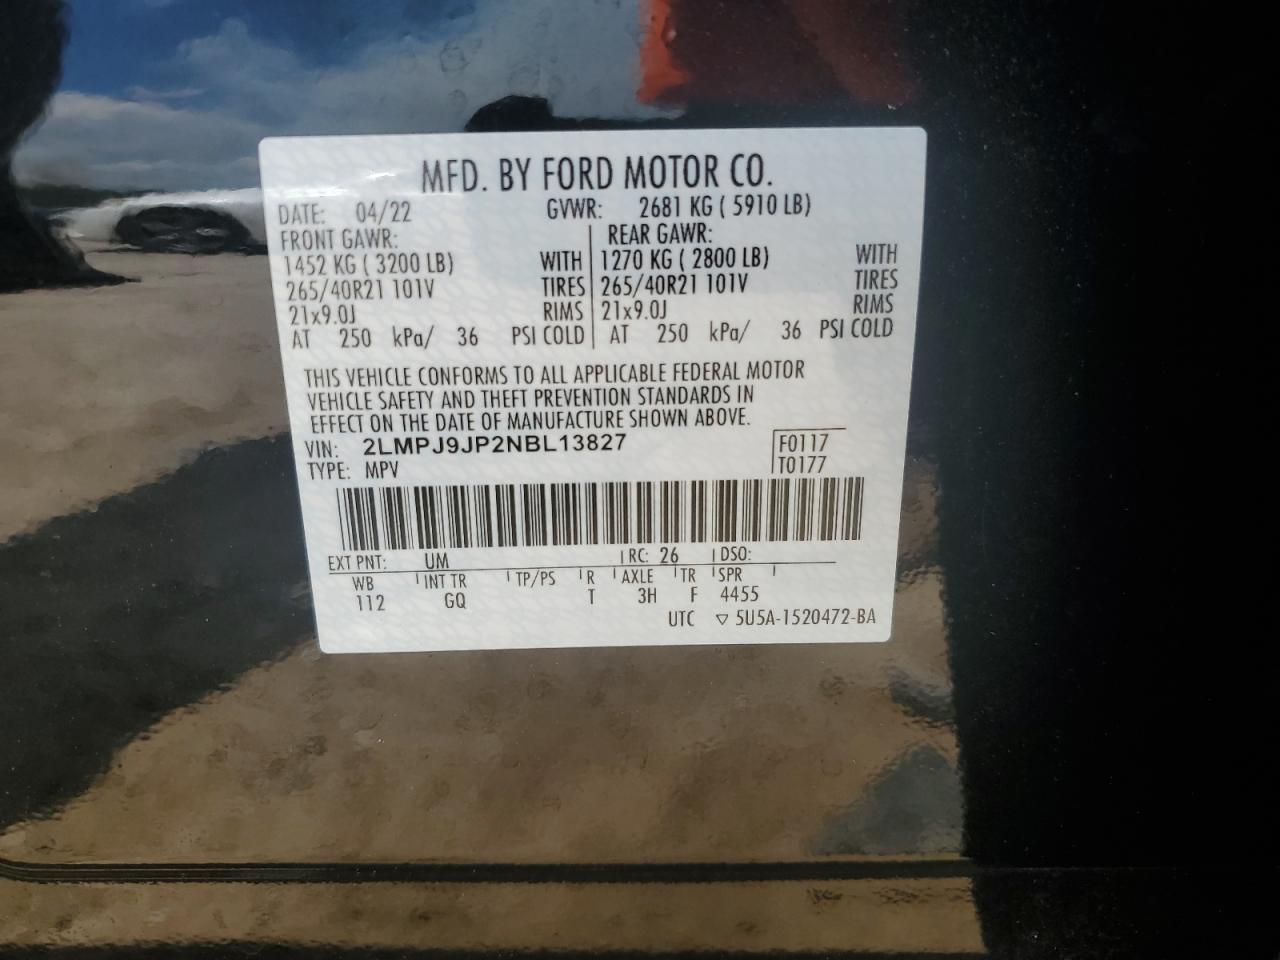 MFD. BY FORD MOTOR CO.
DATE: 04/22 GVWR: 2681 KG ( 5910 LB)
FRONT GAWR: REAR GAWR:
1452 KG ( 3200 LB) WITH 1270 KG ( 2800 LB) WITH
265/40R21 101V TIRES 265/40R21 101V TIRES
21x9.0J RIMS 21x9.0J RIMS
AT 250 kPa/ 36 PSI COLD AT 250 kPa/ 36 PSI COLD
THIS VEHICLE CONFORMS TO ALL APPLICABLE FEDERAL MOTOR
VEHICLE SAFETY AND THEFT PREVENTION STANDARDS IN
EFFECT ON THE DATE OF MANUFACTURE SHOWN ABOVE.
VIN: 2LMPJ9JP2NBL13827 F0117
TYPE: MPV T0177
EXT PNT: UM RC: 26 DSO:
WB INT TR TP/PS R AXLE TR SPR
112 GQ T 3H F 4455
UTC ▽ 5U5A-1520472-BA